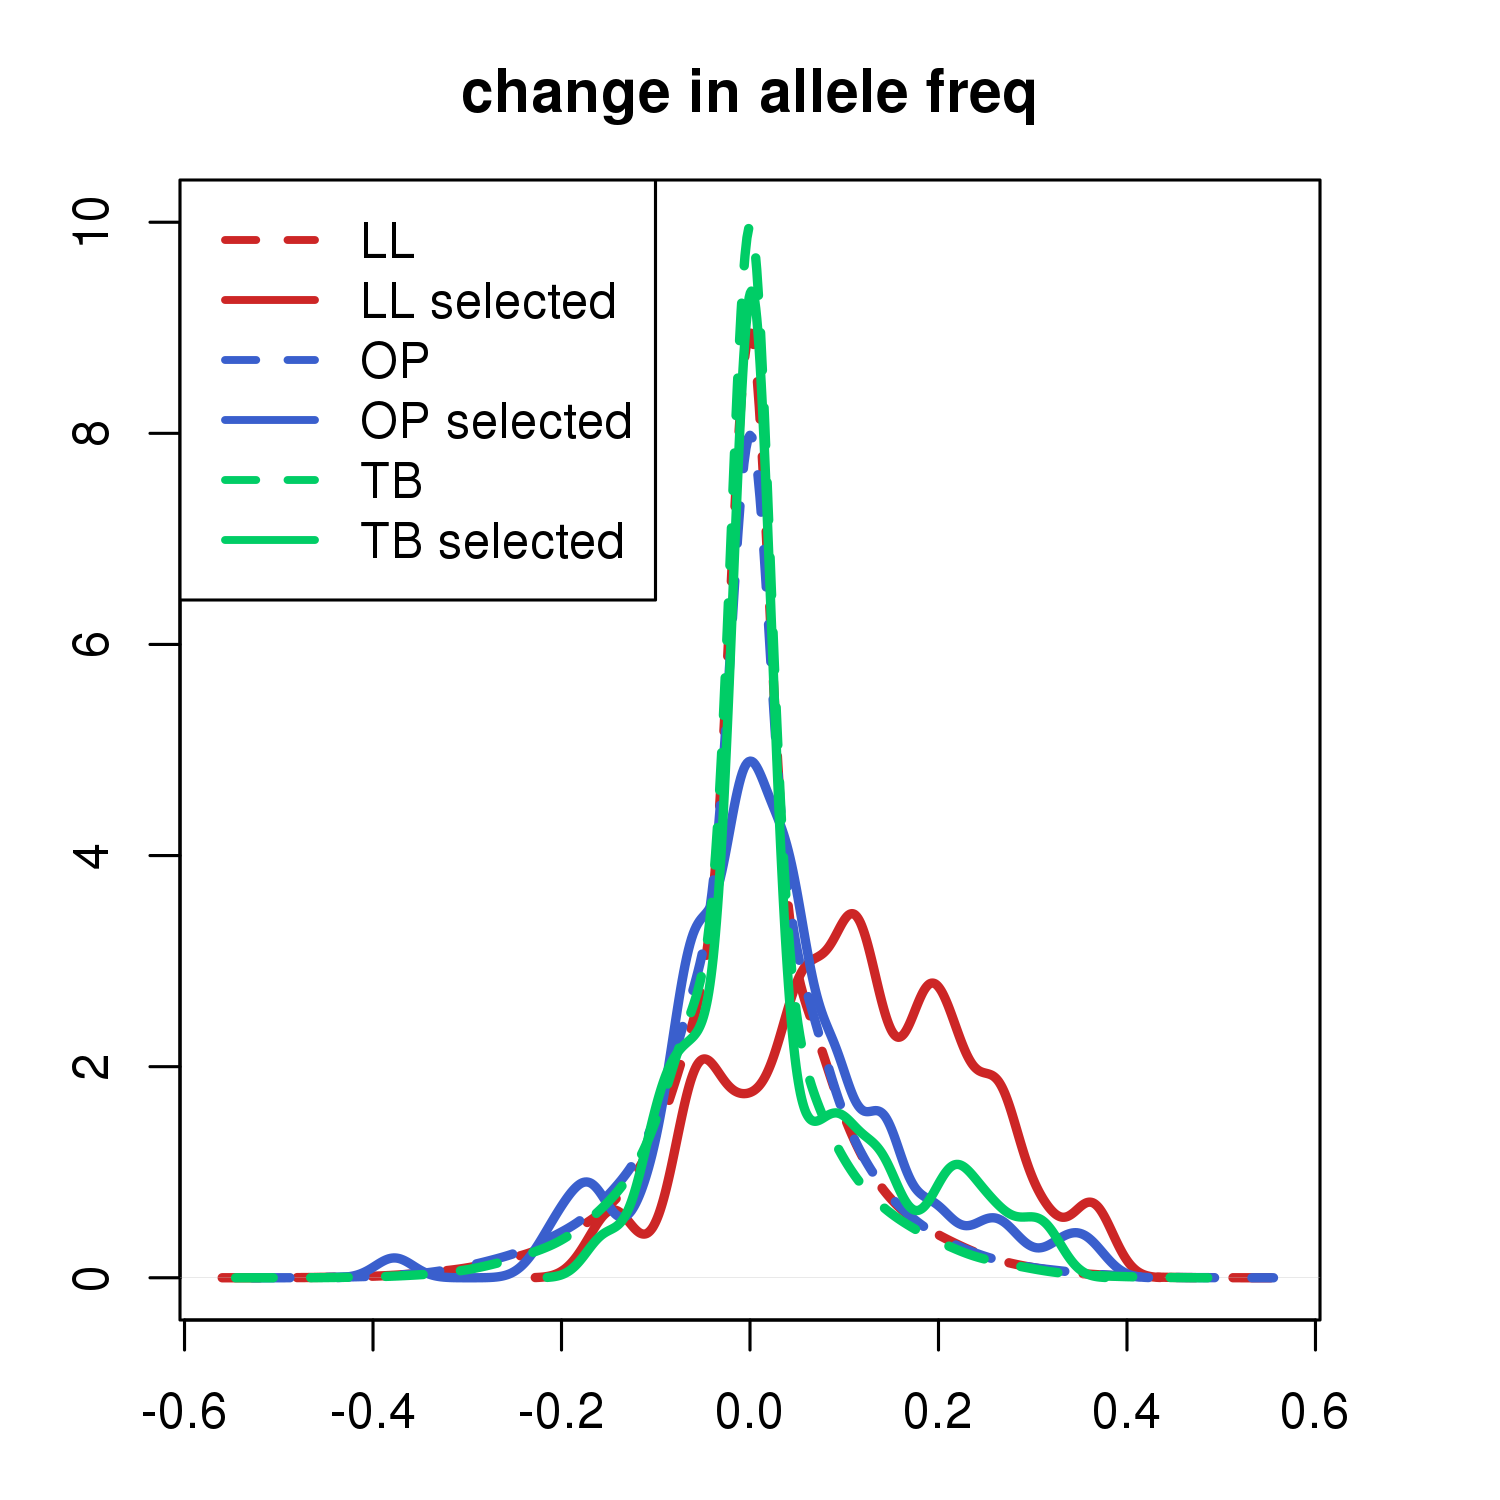 change in allele freq
LL
LL selected
OP
OP selected
TB
TB selected
10
8
6
4
2
0
-0.6 -0.4 -0.2 0.0 0.2 0.4 0.6